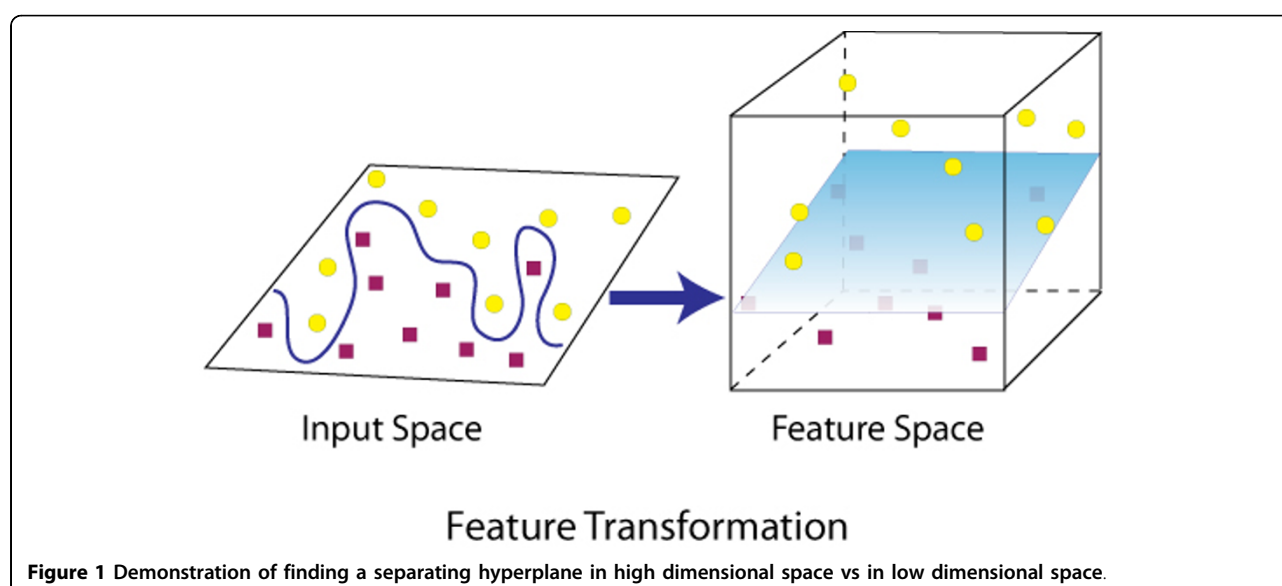 Input Space
Feature Space
Feature Transformation
Figure 1 Demonstration of finding a separating hyperplane in high dimensional space vs in low dimensional space.